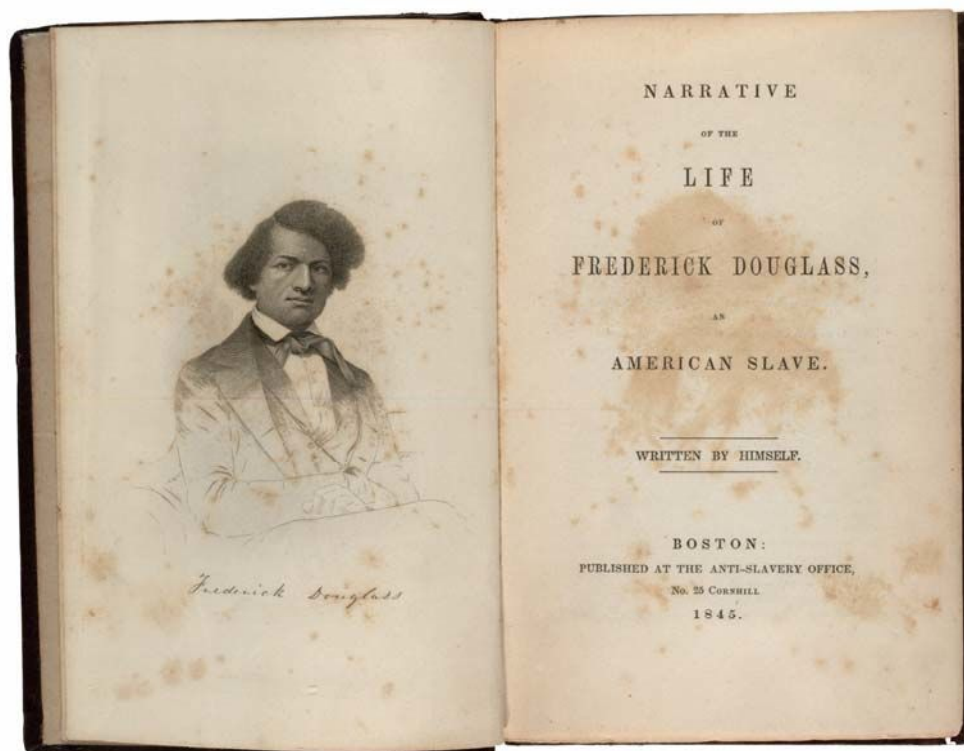 Frederick Douglass
NARRATIVE
OF THE
LIFE
OF
FREDERICK DOUGLASS,
AN
AMERICAN SLAVE.
WRITTEN BY HIMSELF.
BOSTON:
PUBLISHED AT THE ANTI-SLAVERY OFFICE,
No. 25 CORNHILL
1845.